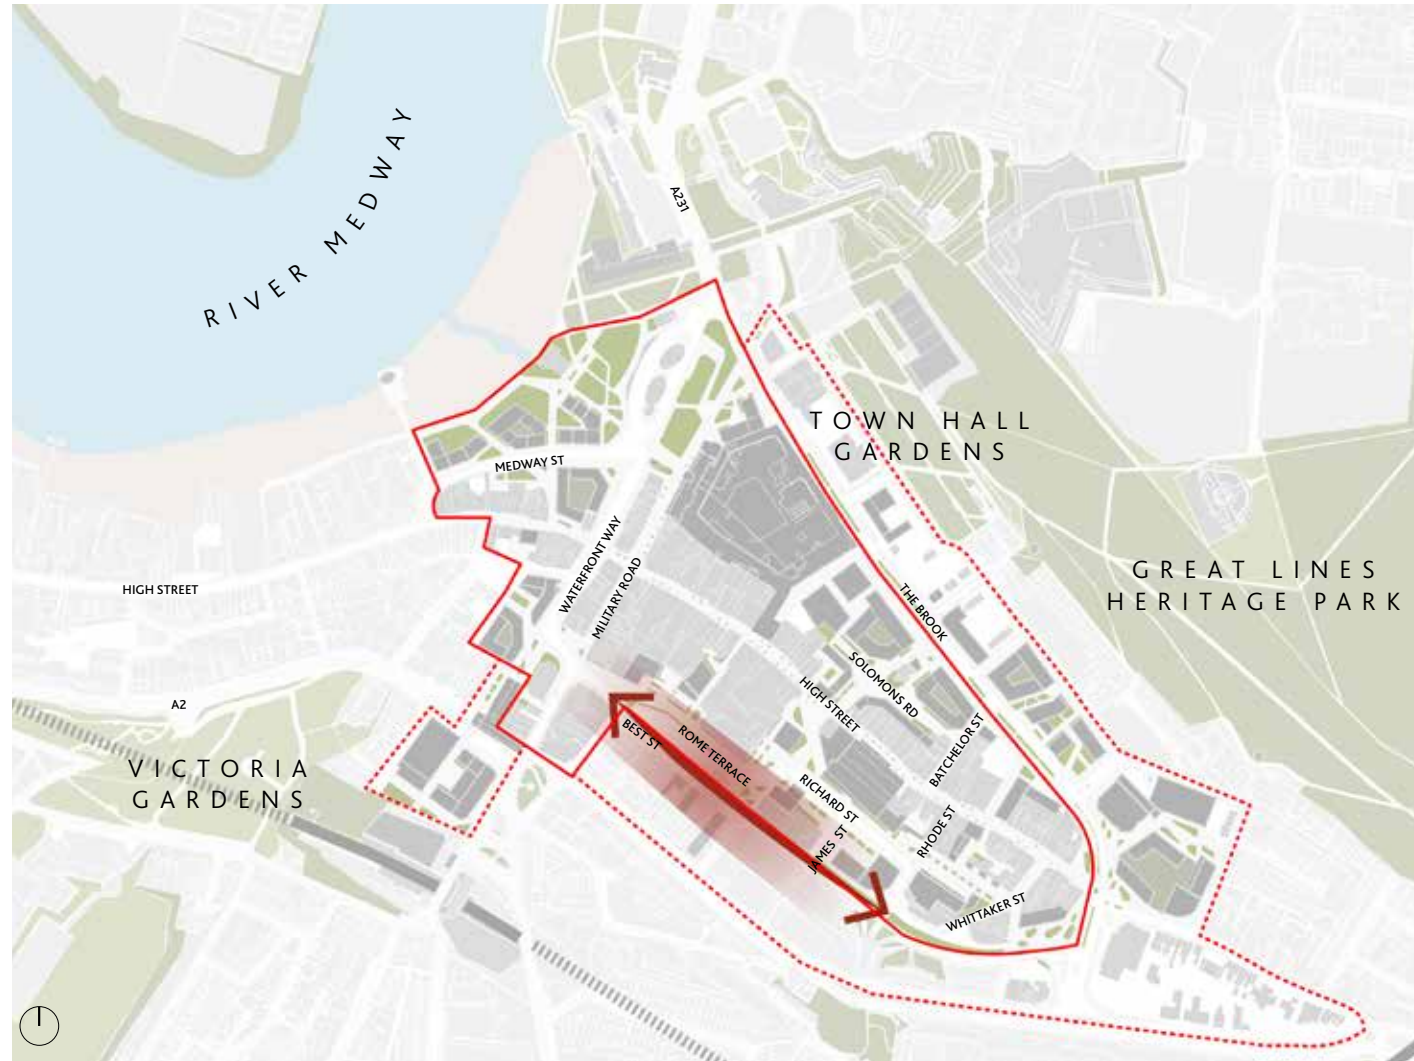 RIVER MEDWAY
A231
TOWN HALL
GARDENS
MEDWAY ST
WATERFRONT WAY
MILITARY ROAD
HIGH STREET
GREAT LINES
HERITAGE PARK
THE BROOK
SOLOMONS RD
HIGH STREET
BATCHELOR ST
A2
BEST ST
ROME TERRACE
VICTORIA
GARDENS
RICHARD ST
JAMES ST
RHODE ST
WHITTAKER ST